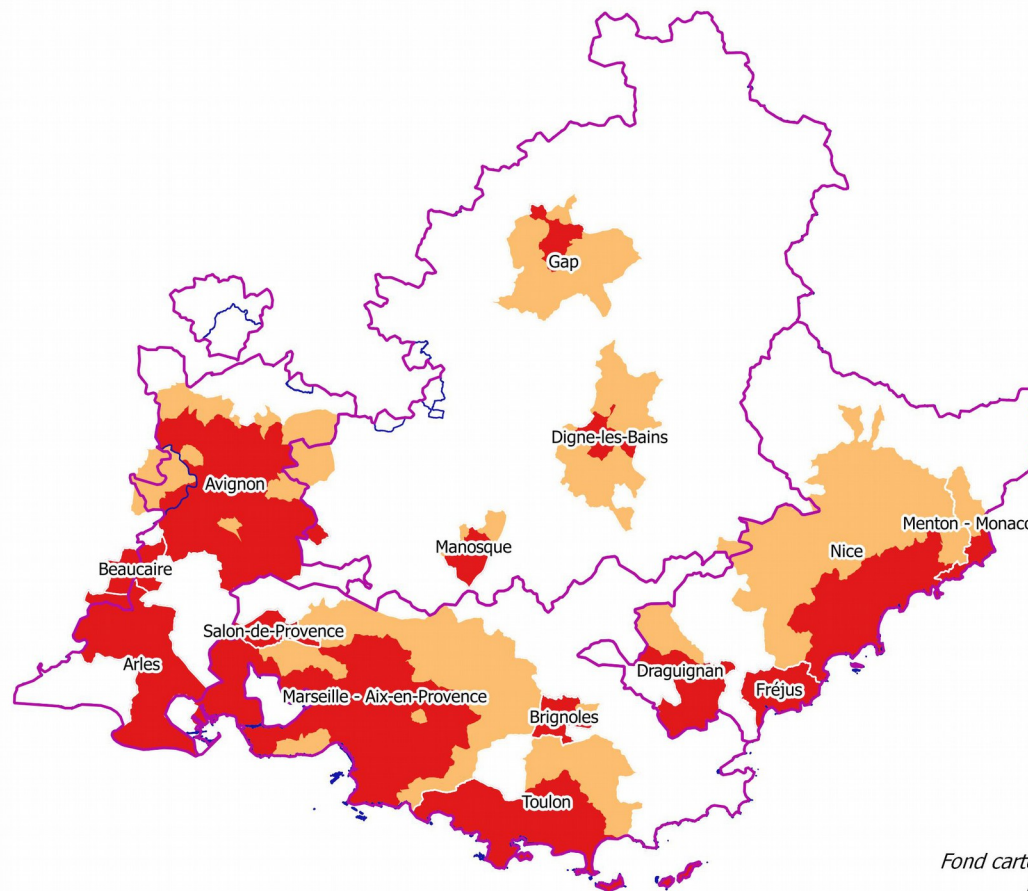 Gap
Digne-les-Bains
Avignon
Manosque
Menton - Monaco
Nice
Beaucaire
Salon-de-Provence
Arles
Draguignan
Fréjus
Marseille - Aix-en-Provence
Brignoles
Toulon
Fond carto